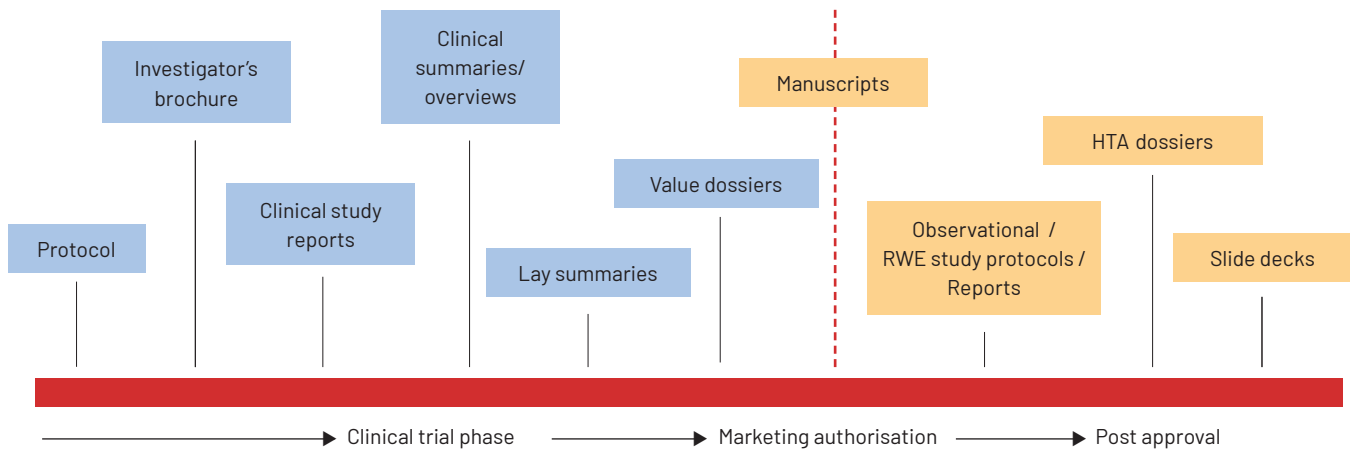 Protocol
Investigator's
brochure
Clinical study
reports
Clinical
summaries/
overviews
Lay summaries
Value dossiers
Manuscripts
Observational /
RWE study protocols /
Reports
HTA dossiers
Slide decks
Clinical trial phase
Marketing authorisation
Post approval